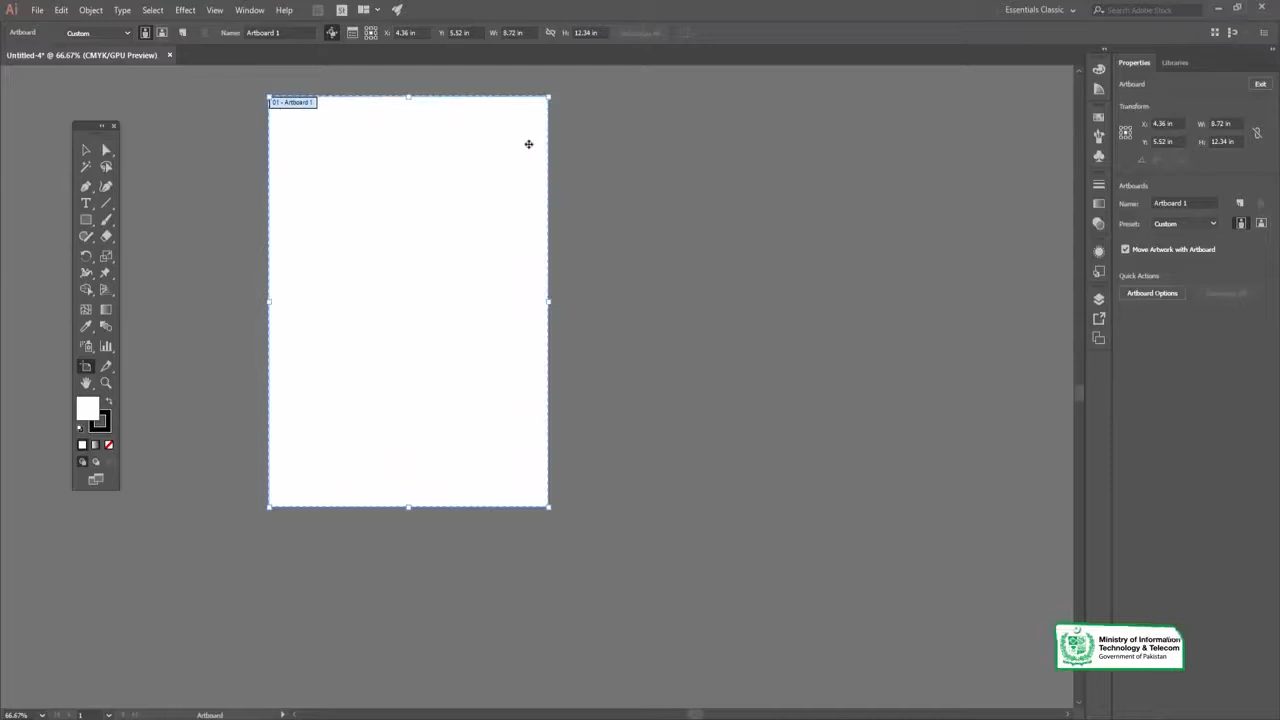 Ai File Edit Object Type Select Effect View Window Help Essentials Classic Search Adobe Stock
Artboard Custom Name: Artboard 1 X: 4.36 in Y: 5.52 in W: 8.72 in H: 12.34 in
Untitled-4* @ 66.67% (CMYK/GPU Preview)
01 - Artboard 1
Properties Libraries
Artboard Exit
Transform
X: 4.36 in W: 8.72 in
Y: 5.52 in H: 12.34 in
Artboards
Name: Artboard 1
Preset: Custom
Move Artwork with Artboard
Quick Actions
Artboard Options
Ministry of Information
Technology & Telecom
Government of Pakistan
66.67% 1 Artboard